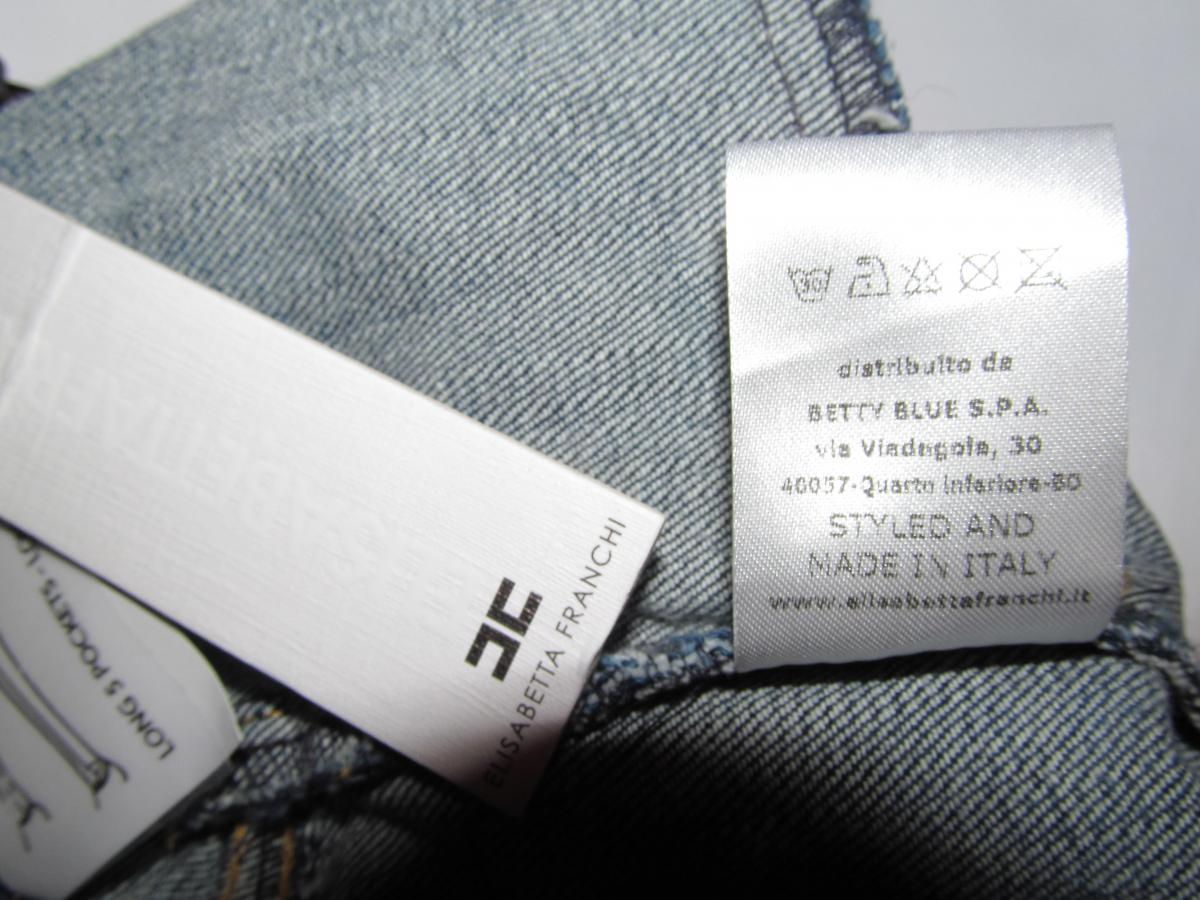 30
distribuito da
BETTY BLUE S.P.A.
via Viadagola, 30
40057-Quarto Inferiore-BO
STYLED AND
MADE IN ITALY
www.elisabettafranchi.it
ELISABETTA FRANCHI
LONG 5 POCKETS